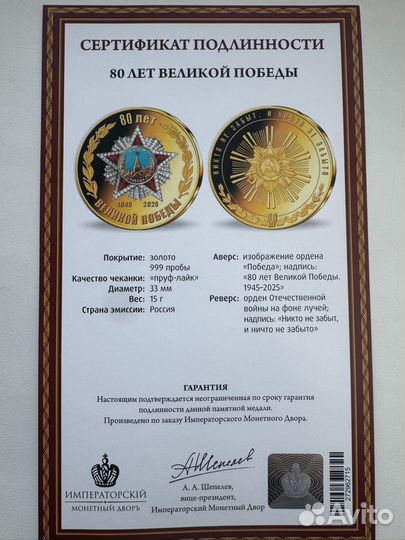 СЕРТИФИКАТ ПОДЛИННОСТИ
80 ЛЕТ ВЕЛИКОЙ ПОБЕДЫ
80 лет
ПОБЕДА
1945 2025
ВЕЛИКОЙ ПОБЕДЫ
НИКТО НЕ ЗАБЫТ, И НИЧТО НЕ ЗАБЫТО
80
Покрытие: золото
999 пробы
Качество чеканки: «пруф-лайк»
Диаметр: 33 мм
Вес: 15 г
Страна эмиссии: Россия
Аверс: изображение ордена
«Победа»; надпись:
«80 лет Великой Победы.
1945–2025»
Реверс: орден Отечественной
войны на фоне лучей;
надпись: «Никто не забыт,
и ничто не забыто»
ГАРАНТИЯ
Настоящим подтверждается неограниченная по сроку гарантия
подлинности данной памятной медали.
Произведено по заказу Императорского Монетного Двора.
ИМПЕРАТОРСКІЙ
МОНЕТНЫЙ ДВОРЪ
АШепелев
А. А. Шепелев,
вице-президент,
Императорский Монетный Двор
279962715
Avito